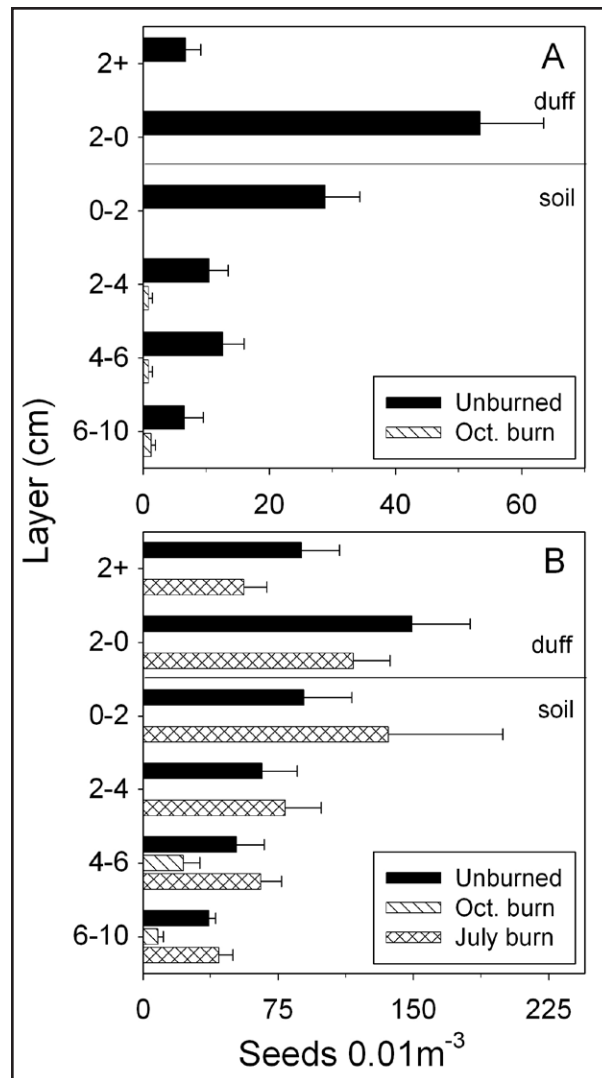 A
2+
duff
2-0
0-2
soil
2-4
4-6
6-10
Unburned
Oct. burn
0 20 40 60
Layer (cm)
B
2+
2-0
duff
0-2
soil
2-4
4-6
6-10
Unburned
Oct. burn
July burn
0 75 150 225
Seeds 0.01m⁻³